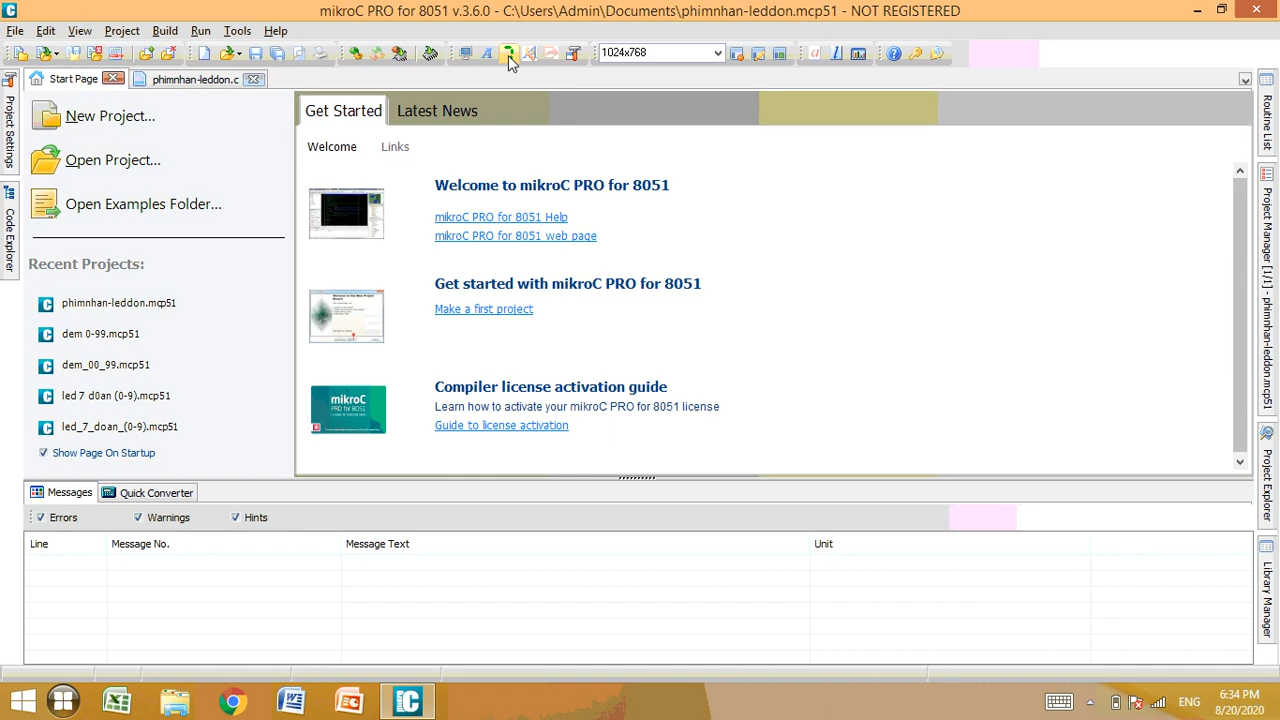 mikroC PRO for 8051 v.3.6.0 - C:\Users\Admin\Documents\phimnhan-leddon.mcp51 - NOT REGISTERED
File Edit View Project Build Run Tools Help
1024x768
Start Page phimnhan-leddon.c
New Project...
Open Project...
Open Examples Folder...
Recent Projects:
phimnhan-leddon.mcp51
dem 0-99.mcp51
dem_00_99.mcp51
led 7 d0an (0-9).mcp51
led_7_doan_(0-9).mcp51
Show Page On Startup
Get Started Latest News
Welcome Links
Welcome to mikroC PRO for 8051
mikroC PRO for 8051 Help
mikroC PRO for 8051 web page
Get started with mikroC PRO for 8051
Make a first project
Compiler license activation guide
Learn how to activate your mikroC PRO for 8051 license
Guide to license activation
Project Settings
Code Explorer
Routine List
Project Manager [1/1] - phimnhan-leddon.mcp51
Project Explorer
Library Manager
Messages Quick Converter
Errors Warnings Hints
Line Message No. Message Text Unit
ENG
6:34 PM
8/20/2020